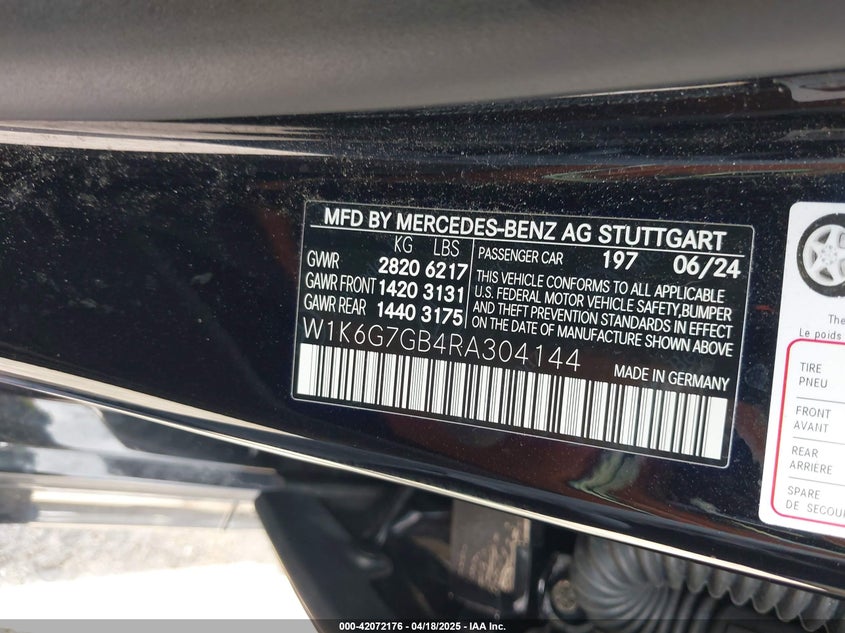 MFD BY MERCEDES-BENZ AG STUTTGART
KG LBS
GVWR 2820 6217
GAWR FRONT 1420 3131
GAWR REAR 1440 3175
PASSENGER CAR 197 06/24
THIS VEHICLE CONFORMS TO ALL APPLICABLE
U.S. FEDERAL MOTOR VEHICLE SAFETY,BUMPER
AND THEFT PREVENTION STANDARDS IN EFFECT
ON THE DATE OF MANUFACTURE SHOWN ABOVE
W1K6G7GB4RA304144
MADE IN GERMANY
The
Le poids
TIRE
PNEU
FRONT
AVANT
REAR
ARRIERE
SPARE
DE SECOU
000-42072176 / 04/18/2025 - IAA Inc.